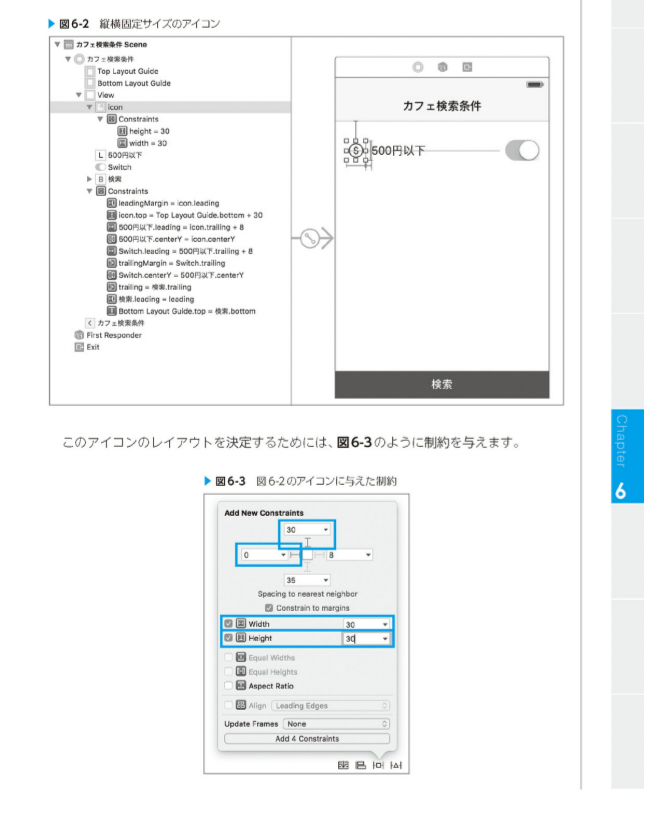 図6-2 縦横固定サイズのアイコン
カフェ検索条件 Scene
カフェ検索条件
Top Layout Guide
Bottom Layout Guide
View
icon
Constraints
height = 30
width = 30
L 500円以下
Switch
B 検索
Constraints
leadingMargin = icon.leading
icon.top = Top Layout Guide.bottom + 30
500円以下.leading = icon.trailing + 8
500円以下.centerY = icon.centerY
Switch.leading = 500円以下.trailing + 8
trailingMargin = Switch.trailing
Switch.centerY = 500円以下.centerY
trailing = 検索.trailing
検索.leading = leading
Bottom Layout Guide.top = 検索.bottom
カフェ検索条件
First Responder
Exit
カフェ検索条件
500円以下
検索
このアイコンのレイアウトを決定するためには、図6-3のように制約を与えます。
図6-3 図6-2のアイコンに与えた制約
Add New Constraints
30
0 8
35
Spacing to nearest neighbor
Constrain to margins
Width 30
Height 30
Equal Widths
Equal Heights
Aspect Ratio
Align Leading Edges
Update Frames None
Add 4 Constraints
Chapter
6